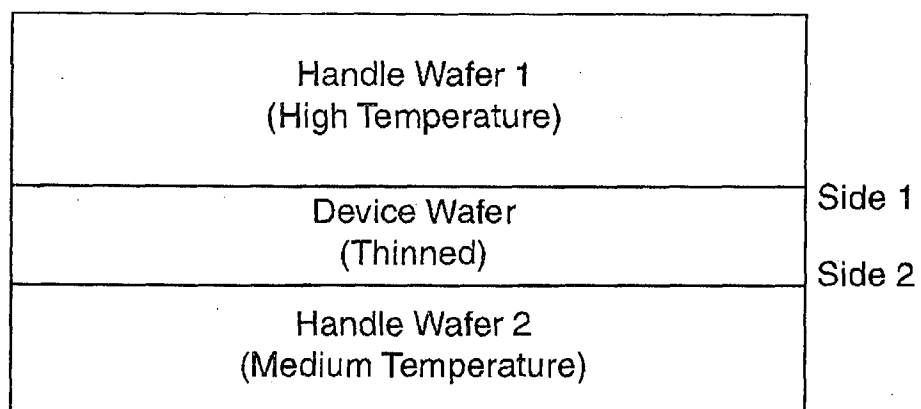 Handle Wafer 1
(High Temperature)
Side 1
Device Wafer
(Thinned)
Side 2
Handle Wafer 2
(Medium Temperature)